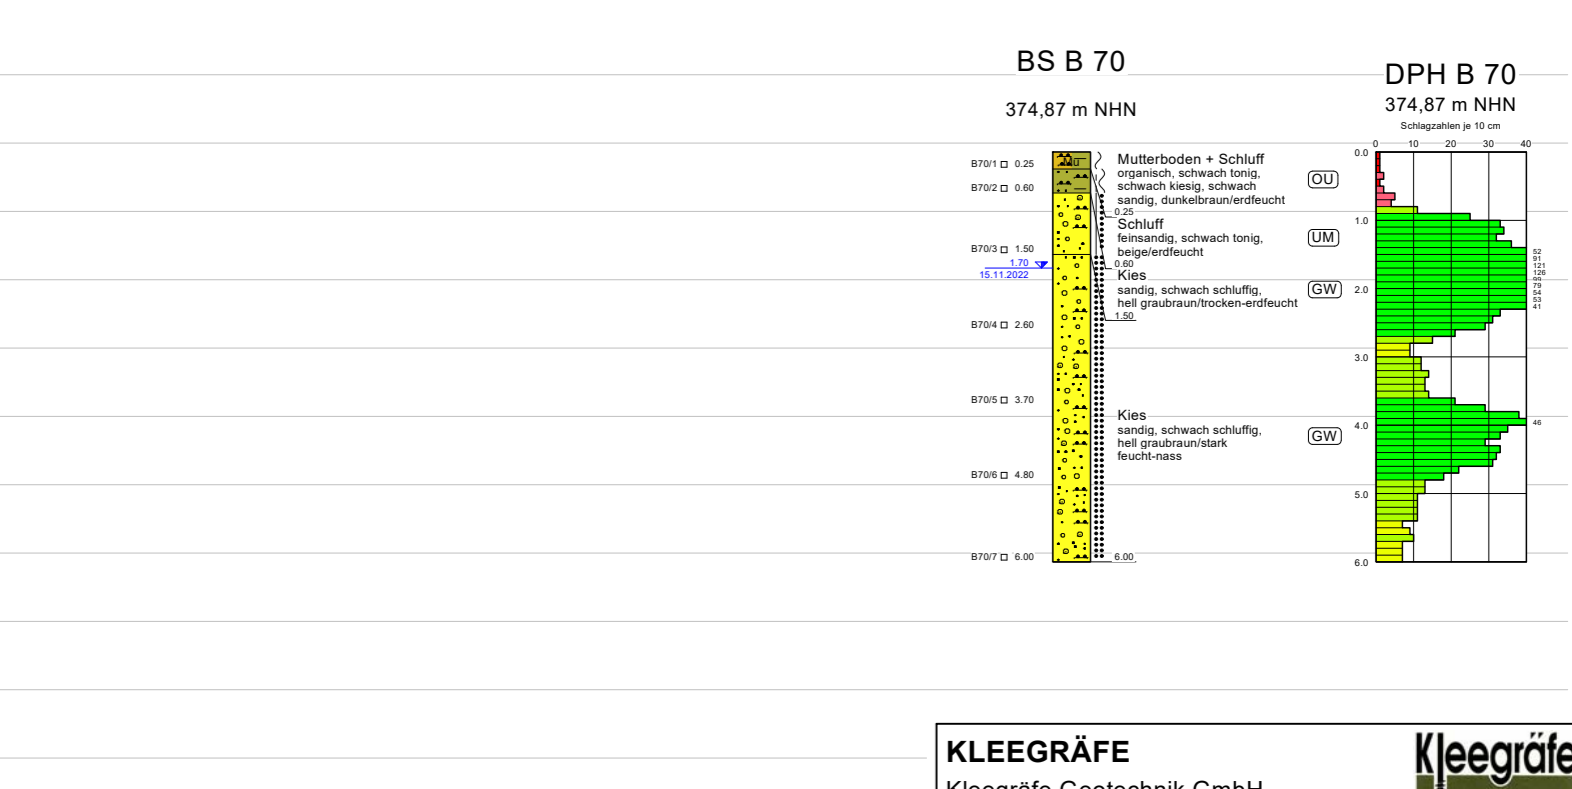 BS B 70
374,87 m NHN
B70/1 0.25
B70/2 0.60
B70/3 1.50
1.70
15.11.2022
B70/4 2.60
B70/5 3.70
B70/6 4.80
B70/7 6.00
Mu
Mutterboden + Schluff
organisch, schwach tonig,
schwach kiesig, schwach
sandig, dunkelbraun/erdfeucht
OU
0.25
Schluff
feinsandig, schwach tonig,
beige/erdfeucht
UM
0.60
Kies
sandig, schwach schluffig,
hell graubraun/trocken-erdfeucht
GW
1.50
Kies
sandig, schwach schluffig,
hell graubraun/stark
feucht-nass
GW
6.00
DPH B 70
374,87 m NHN
Schlagzahlen je 10 cm
0 10 20 30 40
0.0
1.0
2.0
3.0
4.0
5.0
6.0
52
91
121
126
79
54
53
41
46
KLEEGRÄFE
Kleegräfe Geotechnik GmbH
Kleegräfe